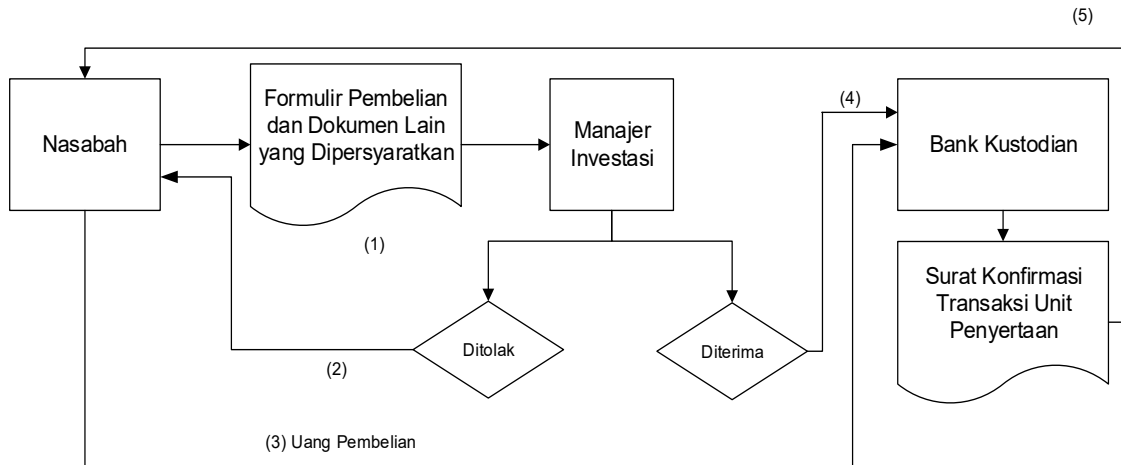 (5)
Nasabah
Formulir Pembelian
dan Dokumen Lain
yang Dipersyaratkan
(1)
Manajer
Investasi
(4)
Bank Kustodian
Surat Konfirmasi
Transaksi Unit
Penyertaan
Ditolak
Diterima
(2)
(3) Uang Pembelian